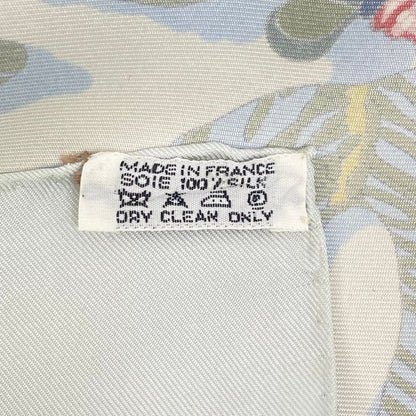 MADE IN FRANCE
SOIE 100% SILK
DRY CLEAN ONLY